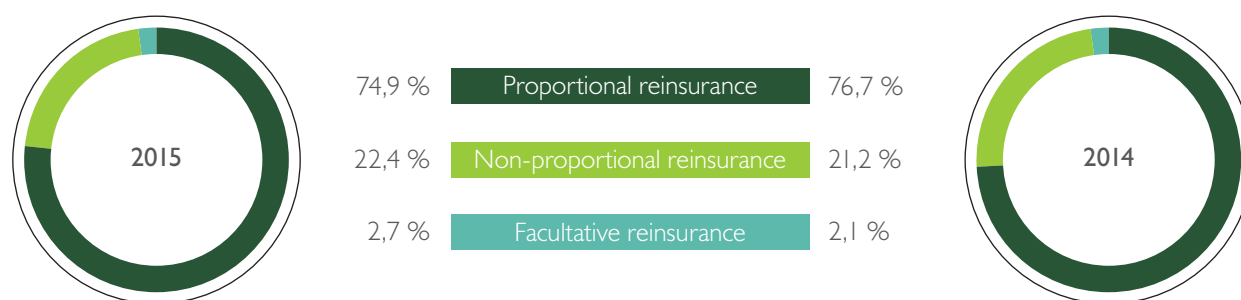 2015
74,9 % Proportional reinsurance 76,7 %
22,4 % Non-proportional reinsurance 21,2 %
2,7 % Facultative reinsurance 2,1 %
2014